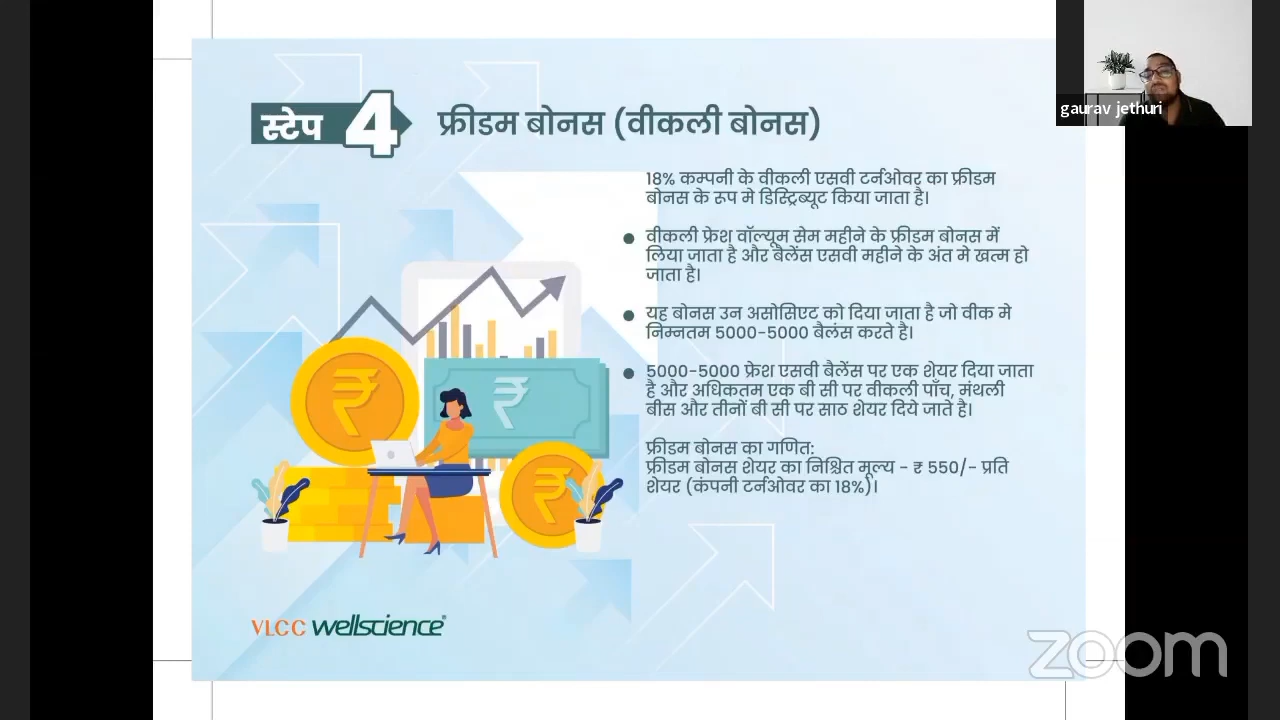 स्टेप 4 फ्रीडम बोनस (वीकली बोनस)
18% कम्पनी के वीकली एसवी टर्नओवर का फ्रीडम
बोनस के रूप मे डिस्ट्रिब्यूट किया जाता है।
वीकली फ्रेश वॉल्यूम सेम महीने के फ्रीडम बोनस में
लिया जाता है और बैलेंस एसवी महीने के अंत मे खत्म हो
जाता है।
यह बोनस उन असोसिएट को दिया जाता है जो वीक मे
निम्नतम 5000-5000 बैलंस करते है।
5000-5000 फ्रेश एसवी बैलेंस पर एक शेयर दिया जाता
है और अधिकतम एक बी सी पर वीकली पाँच, मंथली
बीस और तीनों बी सी पर साठ शेयर दिये जाते है।
फ्रीडम बोनस का गणित:
फ्रीडम बोनस शेयर का निश्चित मूल्य - ₹ 550/- प्रति
शेयर (कंपनी टर्नओवर का 18%)।
VLCC wellscience®
gaurav jethuri
zoom